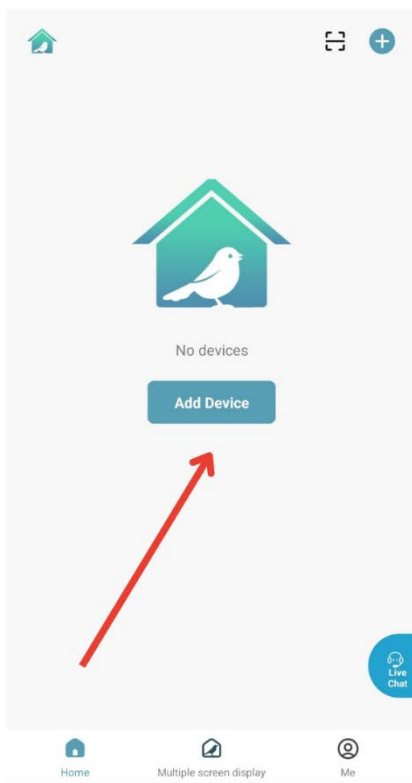 No devices
Add Device
Live
Chat
Home
Multiple screen display
Me